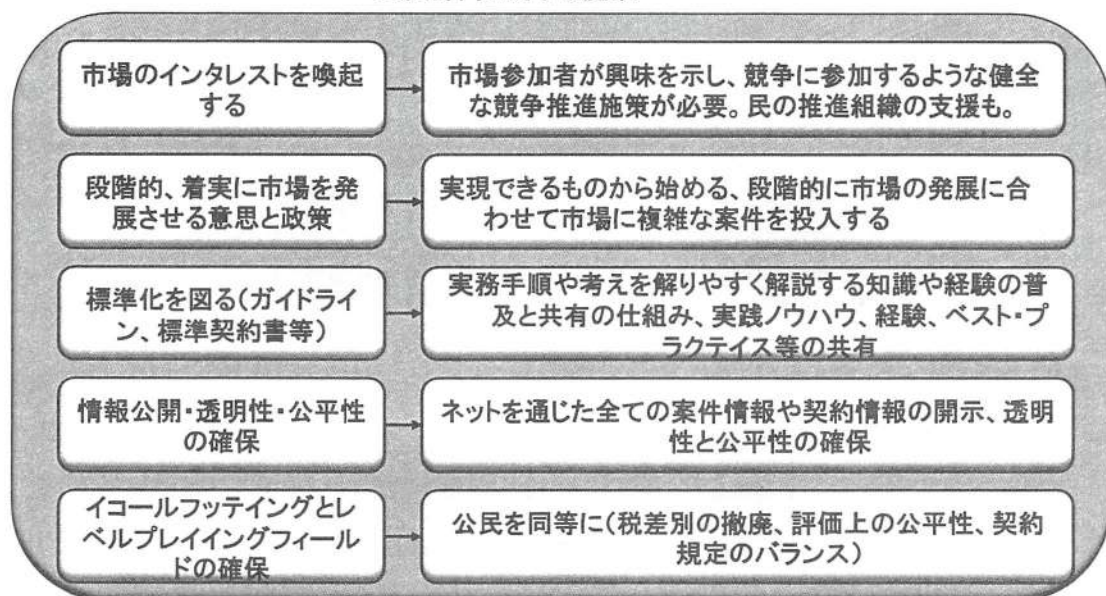 市場のインタレストを喚起
する
市場参加者が興味を示し、競争に参加するような健全
な競争推進施策が必要。民の推進組織の支援も。
段階的、着実に市場を発
展させる意思と政策
実現できるものから始める、段階的に市場の発展に合
わせて市場に複雑な案件を投入する
標準化を図る(ガイドライ
ン、標準契約書等)
実務手順や考えを解りやすく解説する知識や経験の普
及と共有の仕組み、実践ノウハウ、経験、ベスト・プ
ラクテイス等の共有
情報公開・透明性・公平性
の確保
ネットを通じた全ての案件情報や契約情報の開示、透明
性と公平性の確保
イコールフッテイングとレ
ベルプレイイングフィール
ドの確保
公民を同等に(税差別の撤廃、評価上の公平性、契約
規定のバランス)